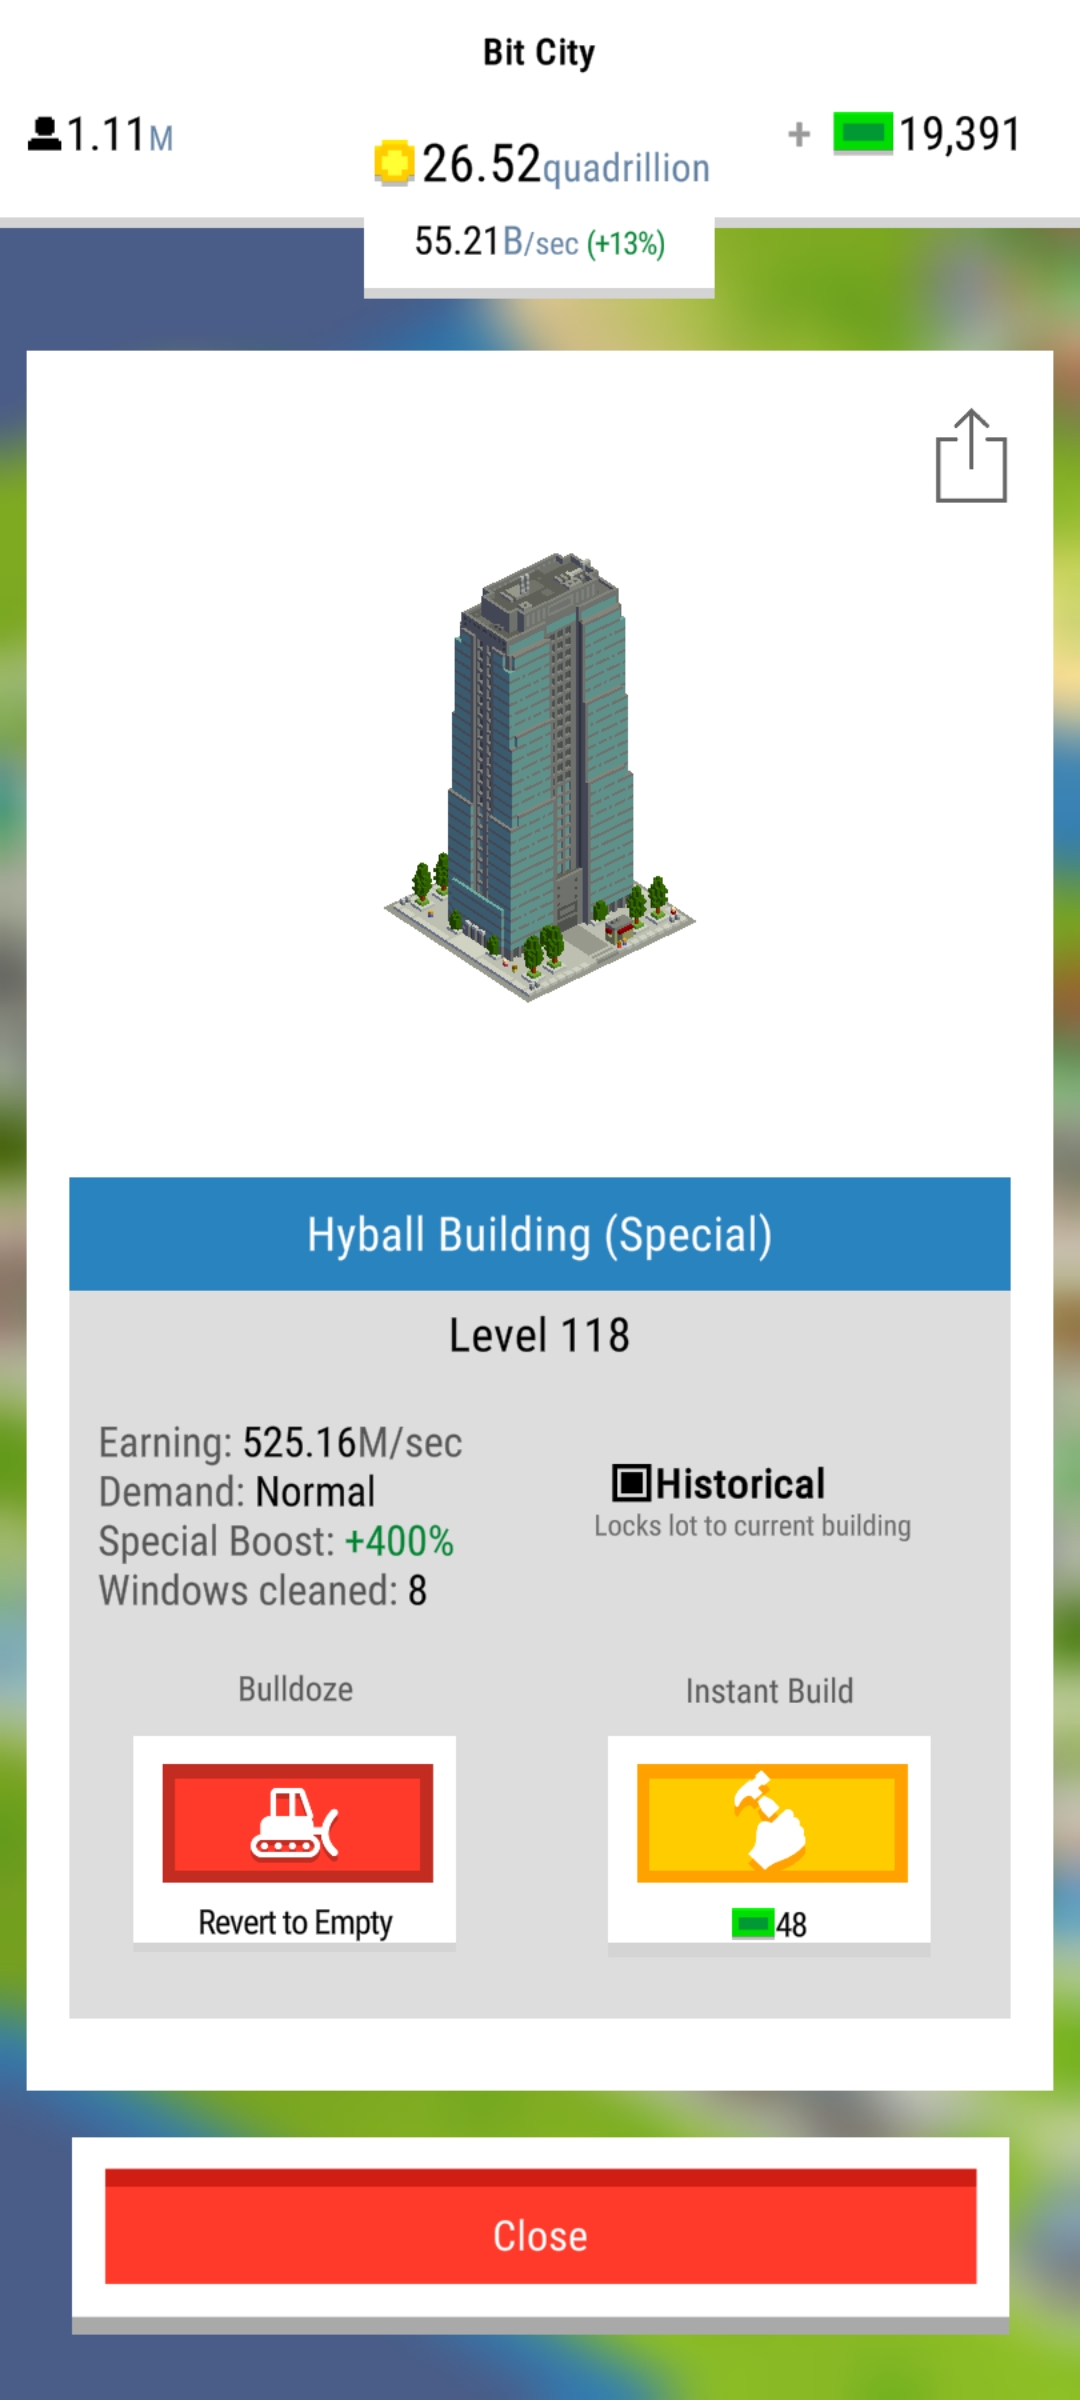 Bit City
1.11M
+ 19,391
26.52quadrillion
55.21B/sec (+13%)
Hyball Building (Special)
Level 118
Earning: 525.16M/sec
Demand: Normal
Special Boost: +400%
Windows cleaned: 8
Historical
Locks lot to current building
Bulldoze
Instant Build
Revert to Empty
48
Close